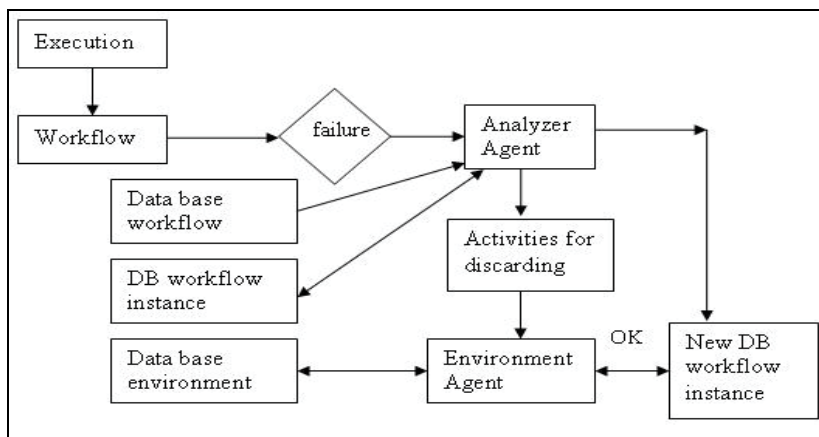 Execution
Workflow
failure
Analyzer
Agent
Data base
workflow
Activities for
discarding
DB workflow
instance
Data base
environment
Environment
Agent
OK
New DB
workflow
instance